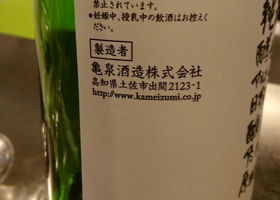 禁止されています。
●妊娠中、授乳中の飲酒はお控え
ください。
製造者
亀泉酒造株式会社
高知県土佐市出間2123-1
http://www.kameizumi.co.jp